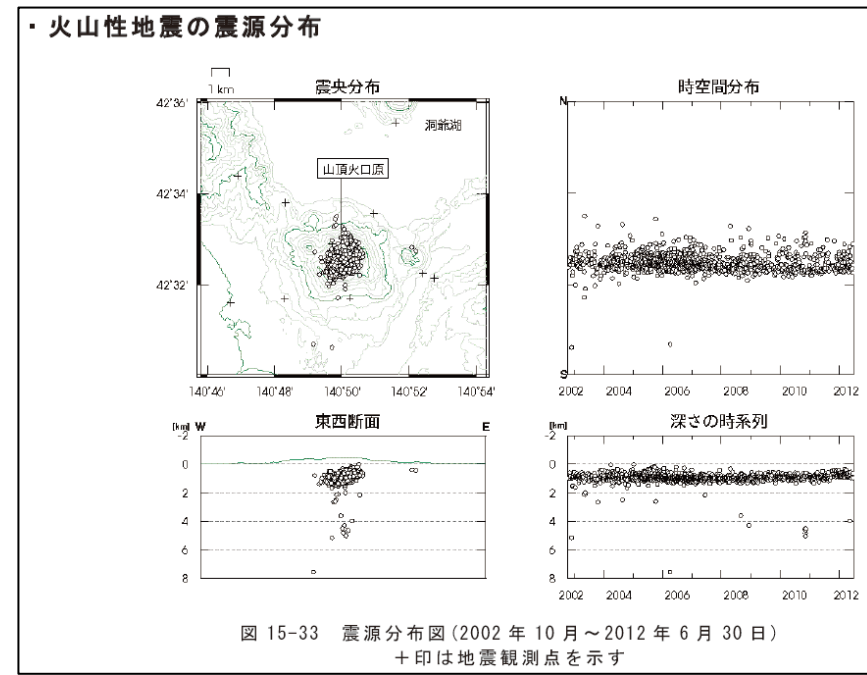 ・火山性地震の震源分布
1 km
震央分布
42°36'
42°34'
42°32'
洞爺湖
山頂火口原
140°46' 140°48' 140°50' 140°52' 140°54'
時空間分布
N
S
2002 2004 2006 2008 2010 2012
東西断面
[km] W E
-2
0
2
4
6
8
深さの時系列
[km]
-2
0
2
4
6
8
2002 2004 2006 2008 2010 2012
図 15-33 震源分布図(2002 年 10 月～2012 年 6 月 30 日)
＋印は地震観測点を示す